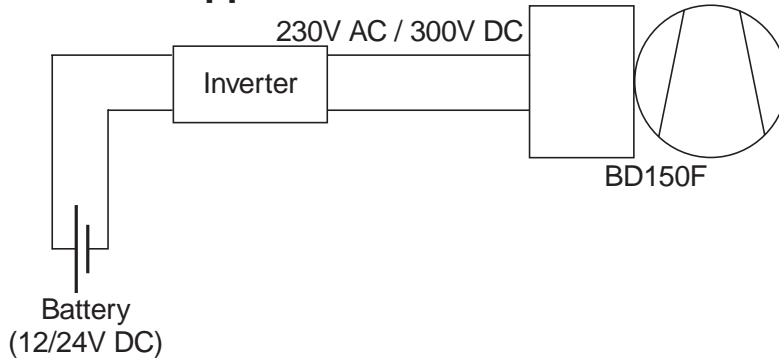 230V AC / 300V DC
Inverter
BD150F
Battery
(12/24V DC)